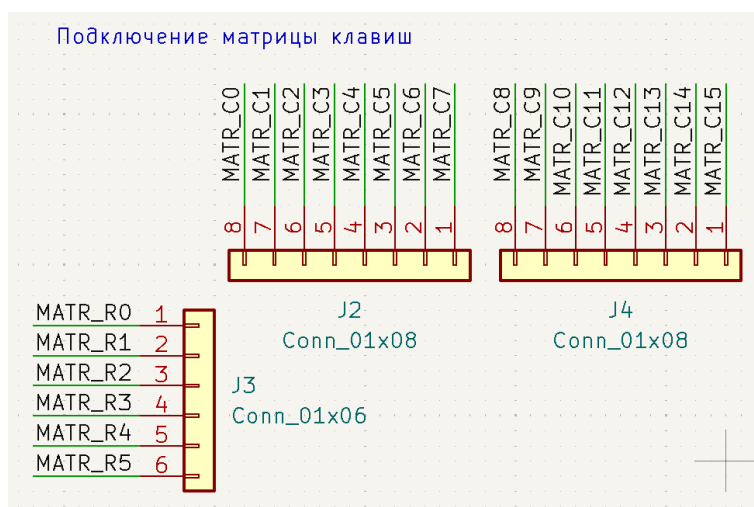 Подключение матрицы клавиш
MATR_C0
MATR_C1
MATR_C2
MATR_C3
MATR_C4
MATR_C5
MATR_C6
MATR_C7
MATR_C8
MATR_C9
MATR_C10
MATR_C11
MATR_C12
MATR_C13
MATR_C14
MATR_C15
8 7 6 5 4 3 2 1
8 7 6 5 4 3 2 1
J2
Conn_01x08
J4
Conn_01x08
MATR_R0 1
MATR_R1 2
MATR_R2 3
MATR_R3 4
MATR_R4 5
MATR_R5 6
J3
Conn_01x06